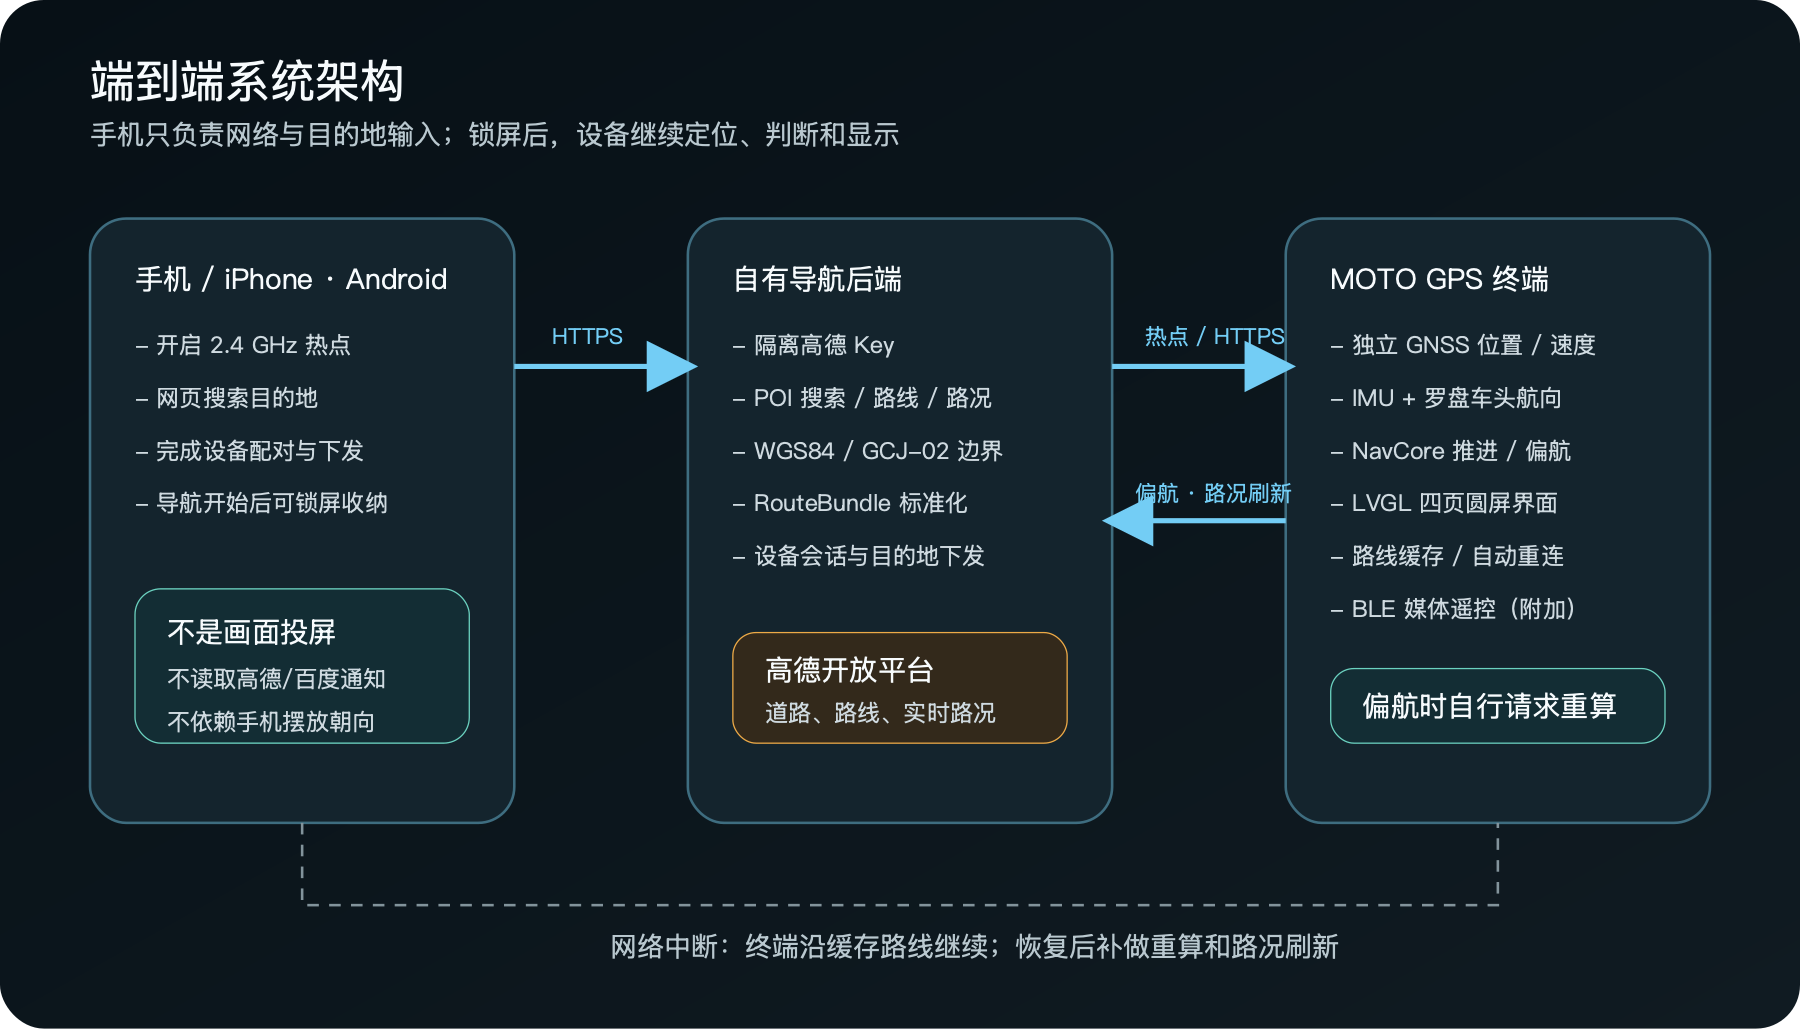 端到端系统架构
手机只负责网络与目的地输入；锁屏后，设备继续定位、判断和显示
手机 / iPhone · Android
– 开启 2.4 GHz 热点
– 网页搜索目的地
– 完成设备配对与下发
– 导航开始后可锁屏收纳
不是画面投屏
不读取高德/百度通知
不依赖手机摆放朝向
HTTPS
自有导航后端
– 隔离高德 Key
– POI 搜索 / 路线 / 路况
– WGS84 / GCJ-02 边界
– RouteBundle 标准化
– 设备会话与目的地下发
高德开放平台
道路、路线、实时路况
热点 / HTTPS
偏航 · 路况刷新
MOTO GPS 终端
– 独立 GNSS 位置 / 速度
– IMU + 罗盘车头航向
– NavCore 推进 / 偏航
– LVGL 四页圆屏界面
– 路线缓存 / 自动重连
– BLE 媒体遥控（附加）
偏航时自行请求重算
网络中断：终端沿缓存路线继续；恢复后补做重算和路况刷新